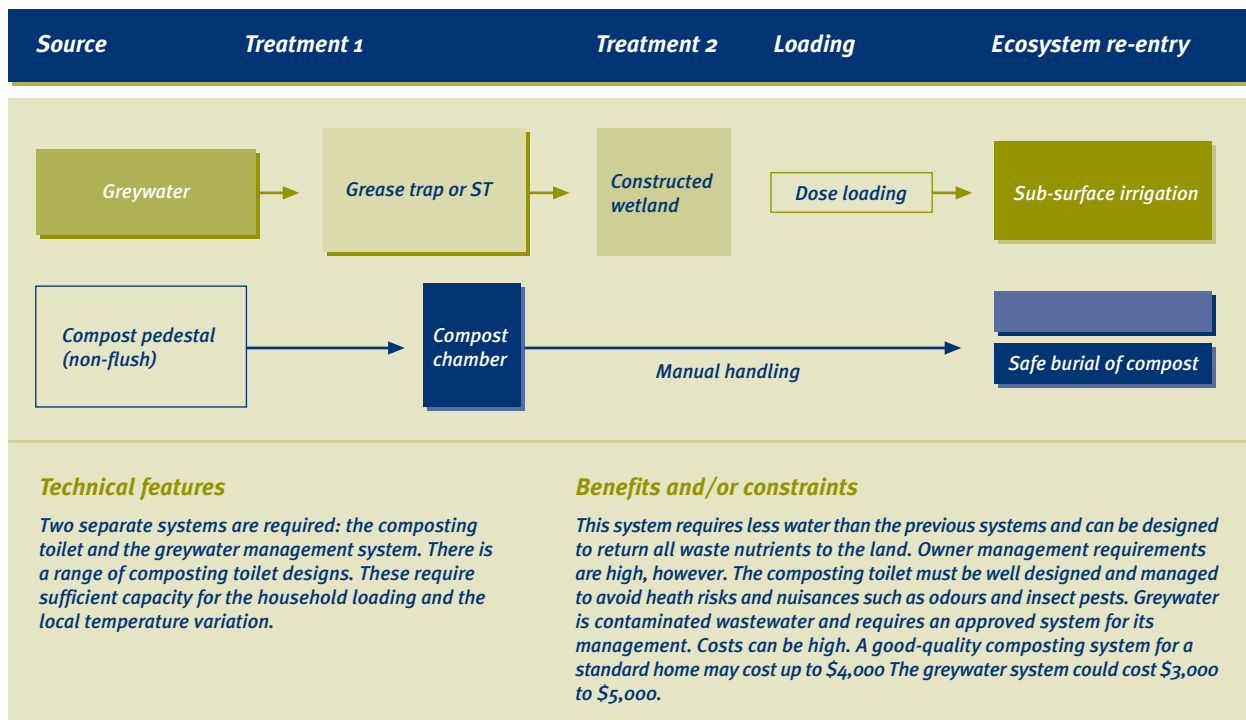 Source Treatment 1 Treatment 2 Loading Ecosystem re-entry
Greywater
Grease trap or ST
Constructed
wetland
Dose loading
Sub-surface irrigation
Compost pedestal
(non-flush)
Compost
chamber
Manual handling
Safe burial of compost
Technical features
Two separate systems are required: the composting
toilet and the greywater management system. There is
a range of composting toilet designs. These require
sufficient capacity for the household loading and the
local temperature variation.
Benefits and/or constraints
This system requires less water than the previous systems and can be designed
to return all waste nutrients to the land. Owner management requirements
are high, however. The composting toilet must be well designed and managed
to avoid heath risks and nuisances such as odours and insect pests. Greywater
is contaminated wastewater and requires an approved system for its
management. Costs can be high. A good-quality composting system for a
standard home may cost up to $4,000 The greywater system could cost $3,000
to $5,000.